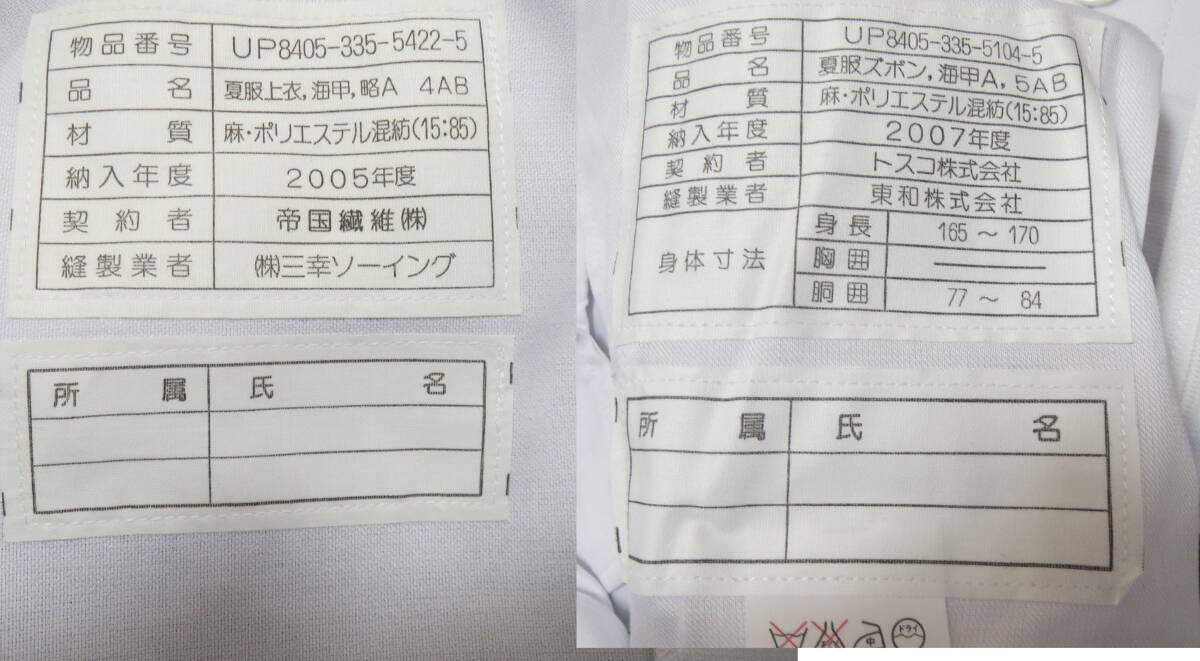 物品番号 UP8405-335-5422-5
品名 夏服上衣,海甲,略A 4AB
材質 麻・ポリエステル混紡(15:85)
納入年度 2005年度
契約者 帝国繊維㈱
縫製業者 ㈱三幸ソーイング
所属 氏名
物品番号 UP8405-335-5104-5
品名 夏服ズボン,海甲A,5AB
材質 麻・ポリエステル混紡(15:85)
納入年度 2007年度
契約者 トスコ株式会社
縫製業者 東和株式会社
身体寸法 身長 165～170
胸囲 ―――
胴囲 77～84
所属 氏名
中 ドライ